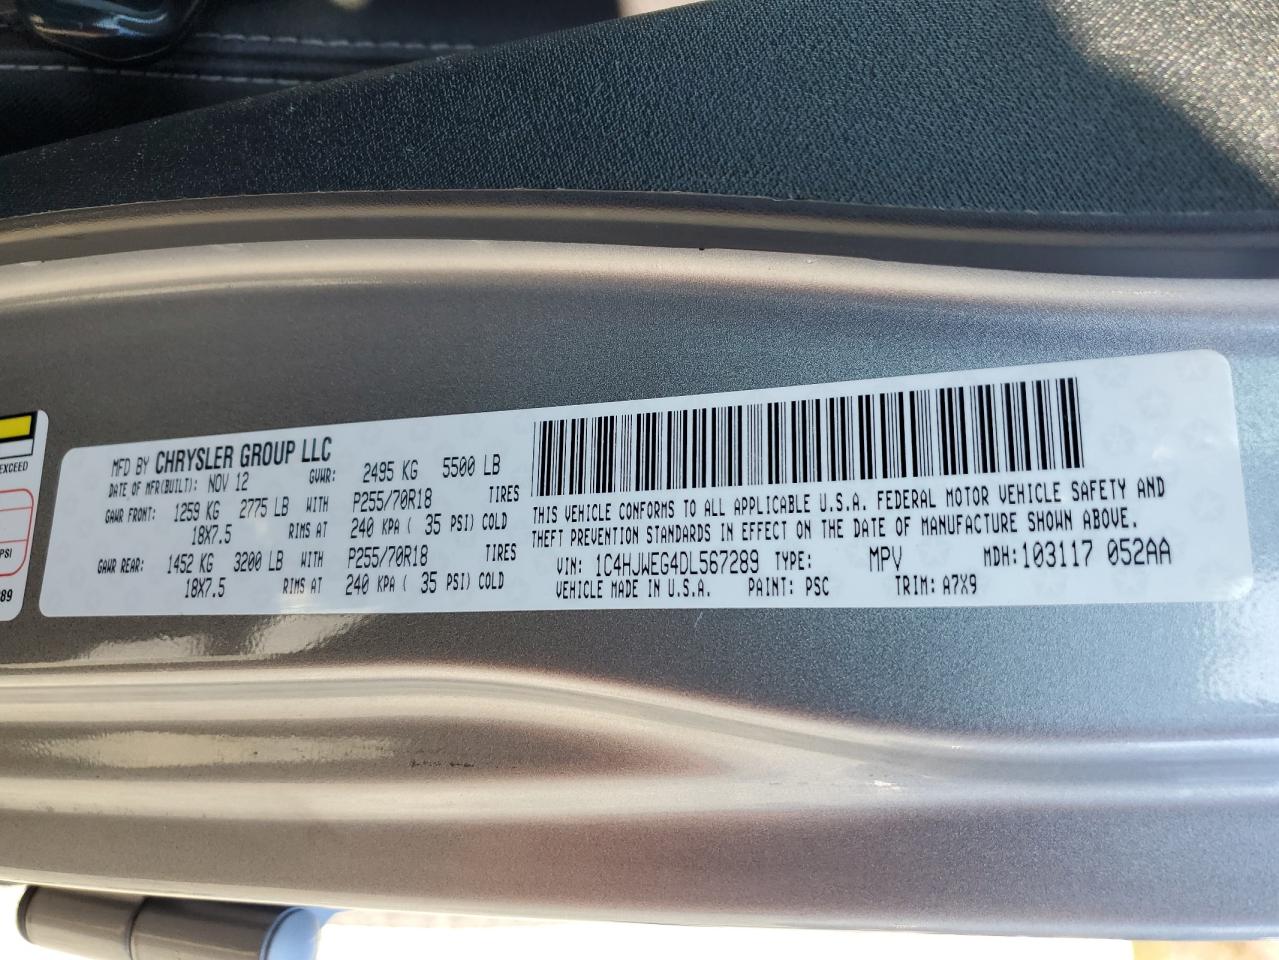 EXCEED
PSI
289
MFD BY CHRYSLER GROUP LLC
DATE OF MFR(BUILT): NOV 12 GVWR: 2495 KG 5500 LB
GAWR FRONT: 1259 KG 2775 LB WITH P255/70R18 TIRES
18X7.5 RIMS AT 240 KPA ( 35 PSI) COLD
GAWR REAR: 1452 KG 3200 LB WITH P255/70R18 TIRES
18X7.5 RIMS AT 240 KPA ( 35 PSI) COLD
THIS VEHICLE CONFORMS TO ALL APPLICABLE U.S.A. FEDERAL MOTOR VEHICLE SAFETY AND
THEFT PREVENTION STANDARDS IN EFFECT ON THE DATE OF MANUFACTURE SHOWN ABOVE.
VIN: 1C4HJWEG4DL567289 TYPE: MPV MDH:103117 052AA
VEHICLE MADE IN U.S.A. PAINT: PSC TRIM: A7X9